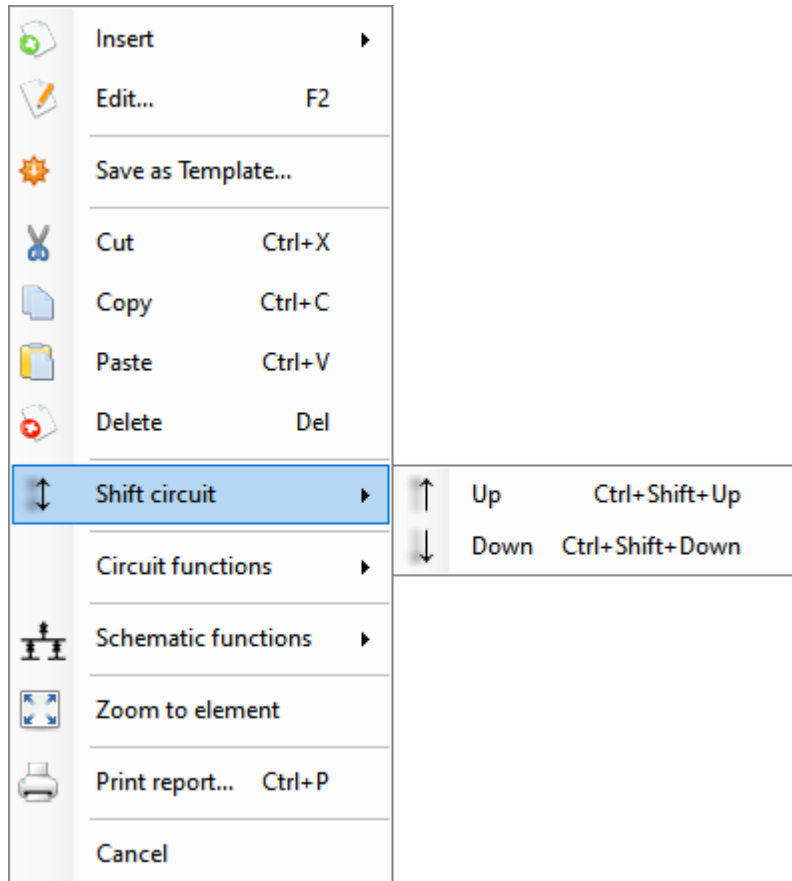 Insert
Edit... F2
Save as Template...
Cut Ctrl+X
Copy Ctrl+C
Paste Ctrl+V
Delete Del
Shift circuit
Up Ctrl+Shift+Up
Down Ctrl+Shift+Down
Circuit functions
Schematic functions
Zoom to element
Print report... Ctrl+P
Cancel